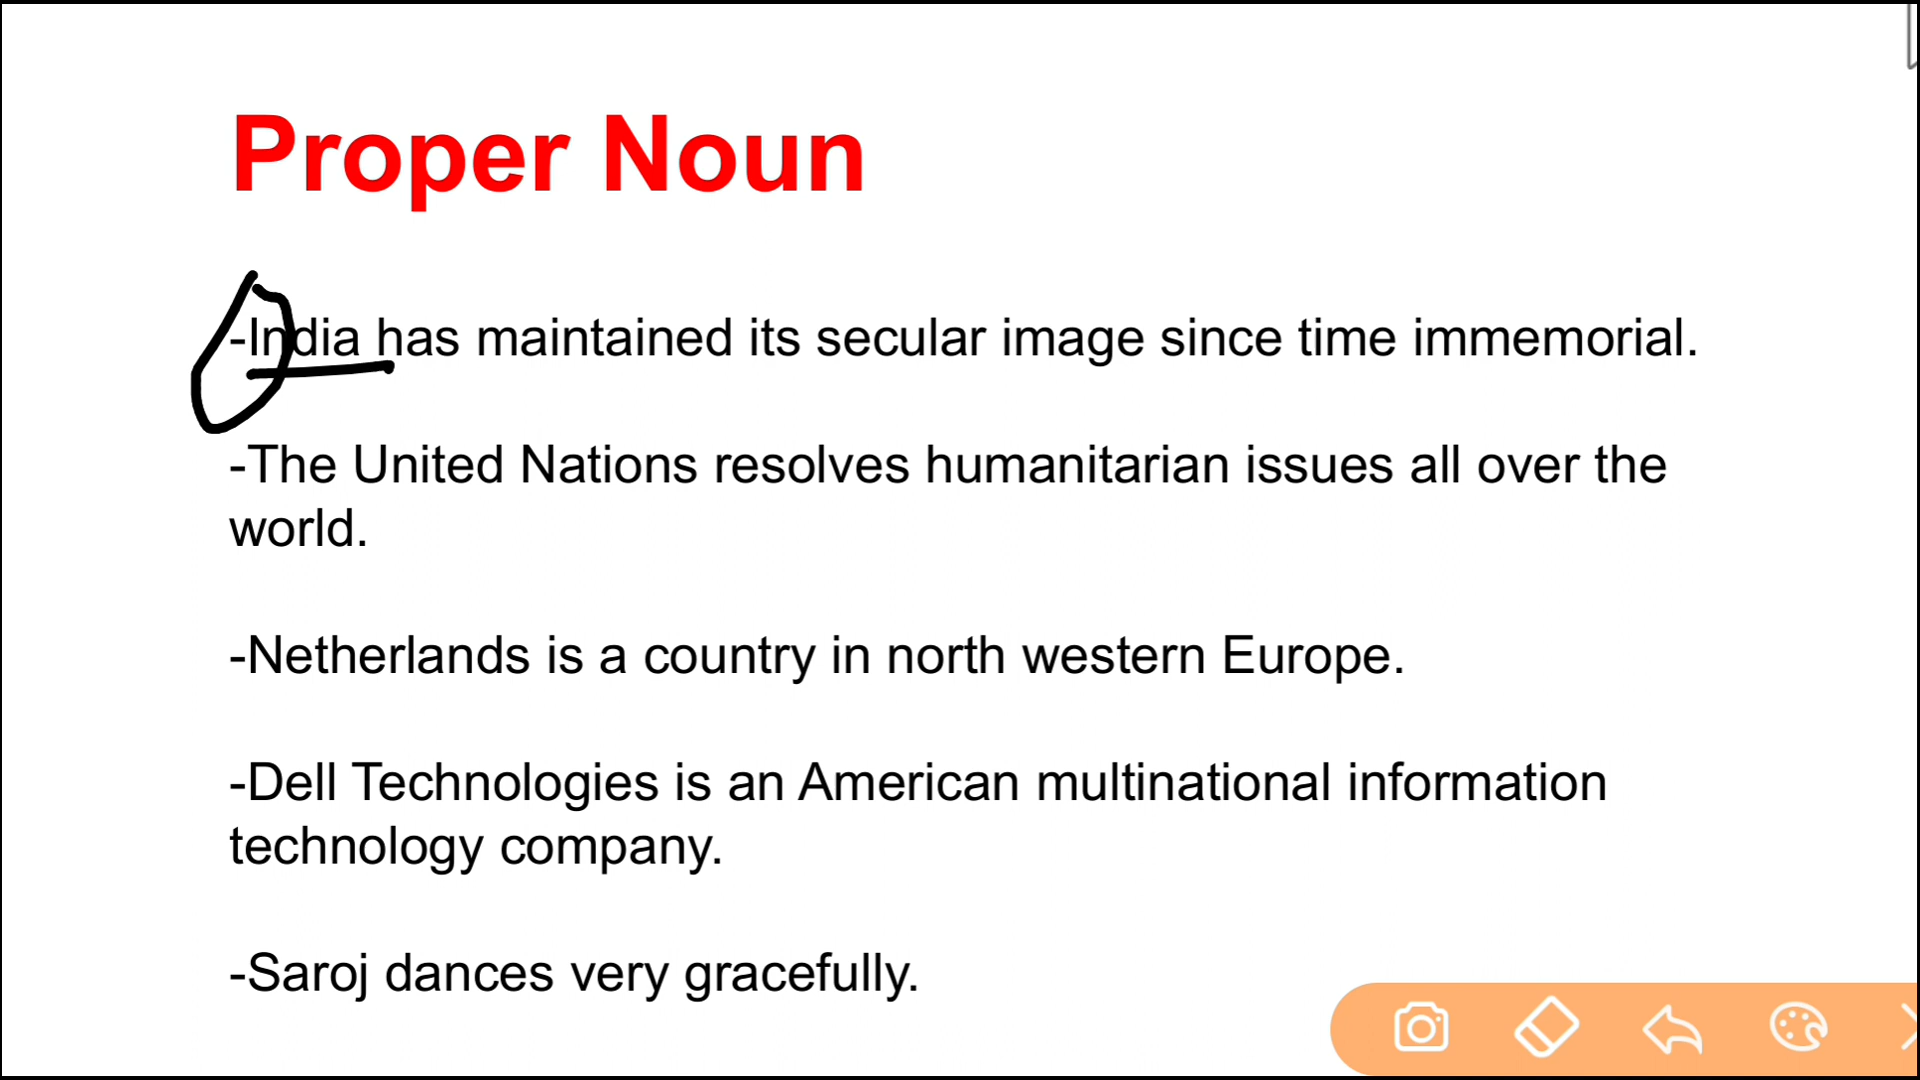 Proper Noun
-India has maintained its secular image since time immemorial.
-The United Nations resolves humanitarian issues all over the
world.
-Netherlands is a country in north western Europe.
-Dell Technologies is an American multinational information
technology company.
-Saroj dances very gracefully.